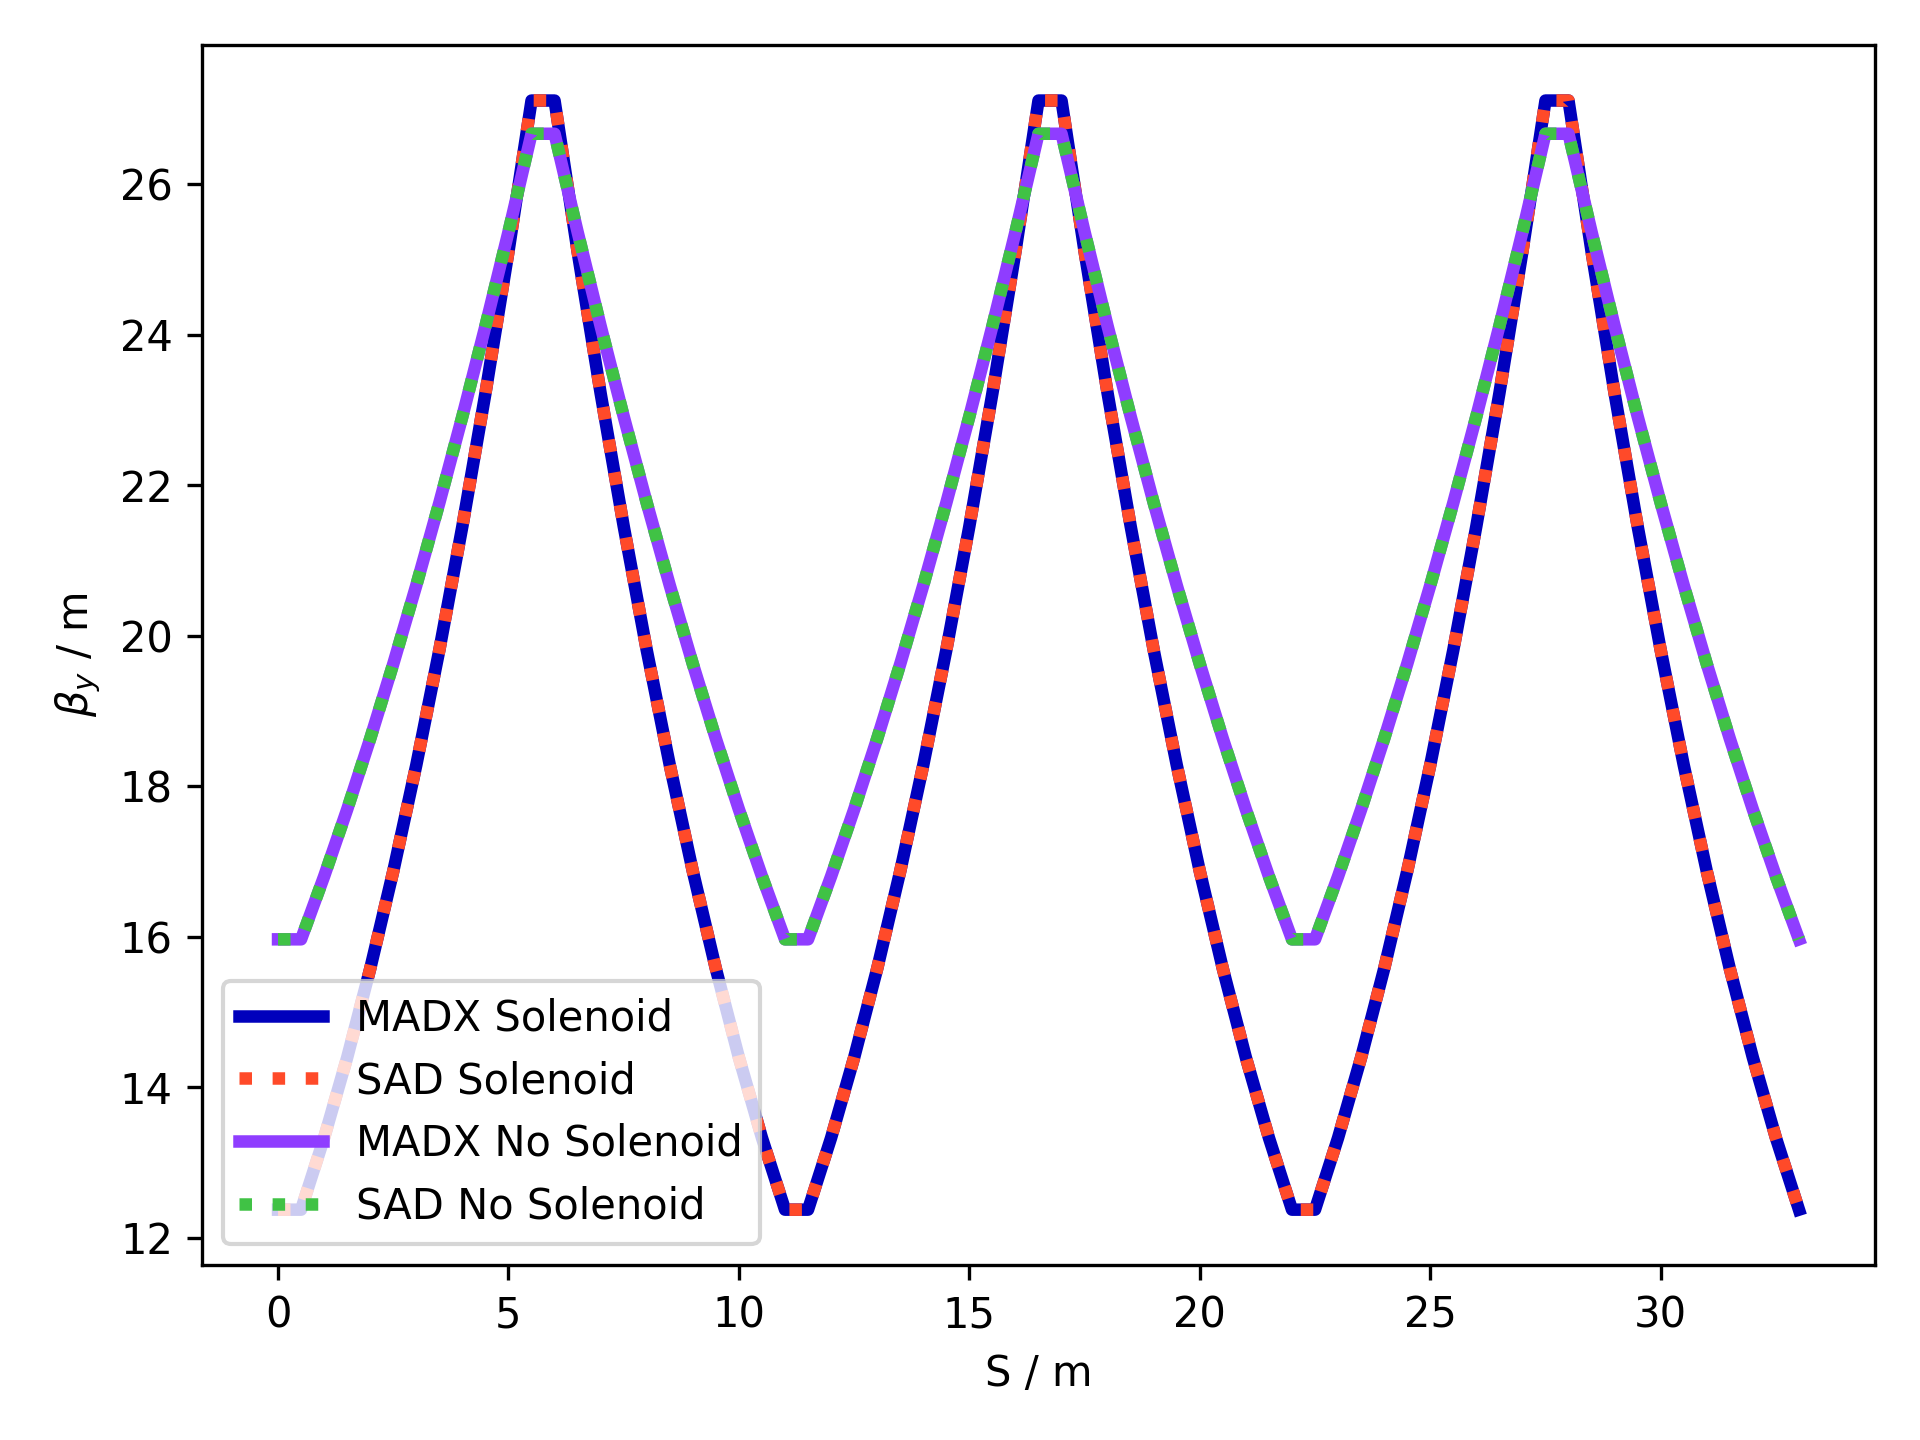 26
24
22
20
18
16
14
12
β_y / m
MADX Solenoid
SAD Solenoid
MADX No Solenoid
SAD No Solenoid
0 5 10 15 20 25 30
S / m